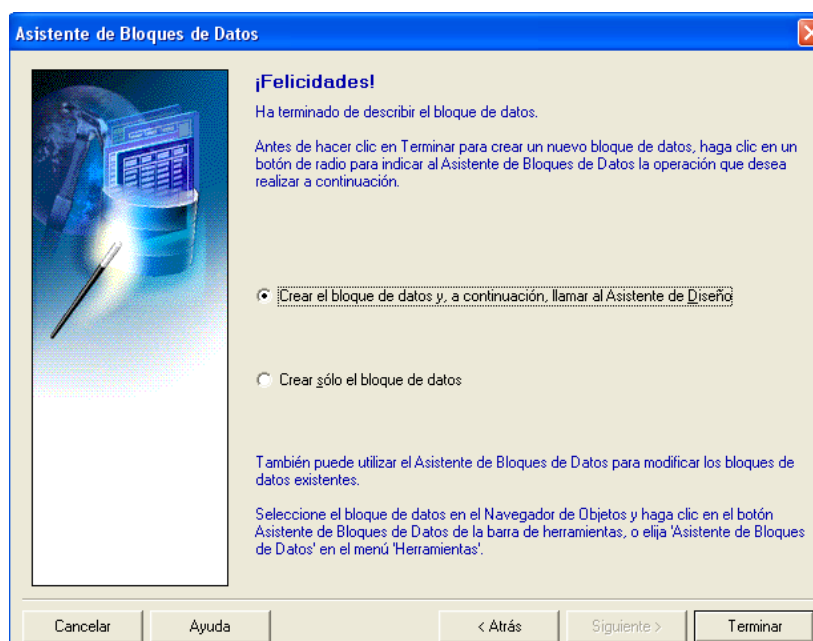 Asistente de Bloques de Datos
¡Felicidades!
Ha terminado de describir el bloque de datos.
Antes de hacer clic en Terminar para crear un nuevo bloque de datos, haga clic en un
botón de radio para indicar al Asistente de Bloques de Datos la operación que desea
realizar a continuación.
Crear el bloque de datos y, a continuación, llamar al Asistente de Diseño
Crear sólo el bloque de datos
También puede utilizar el Asistente de Bloques de Datos para modificar los bloques de
datos existentes.
Seleccione el bloque de datos en el Navegador de Objetos y haga clic en el botón
Asistente de Bloques de Datos de la barra de herramientas, o elija 'Asistente de Bloques
de Datos' en el menú 'Herramientas'.
Cancelar Ayuda < Atrás Siguiente > Terminar